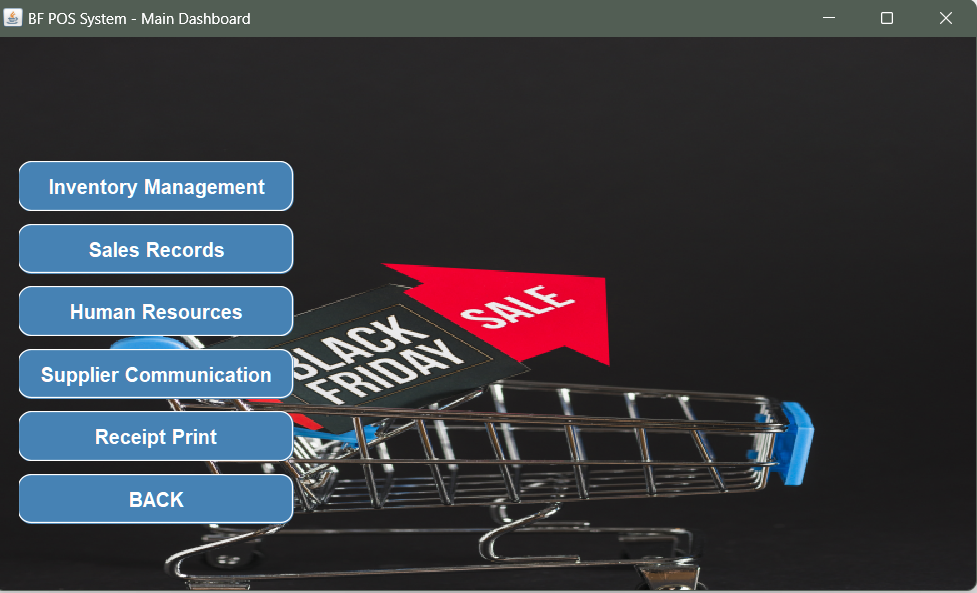 BF POS System - Main Dashboard
Inventory Management
Sales Records
Human Resources
Supplier Communication
Receipt Print
BACK
SALE
BLACK
FRIDAY